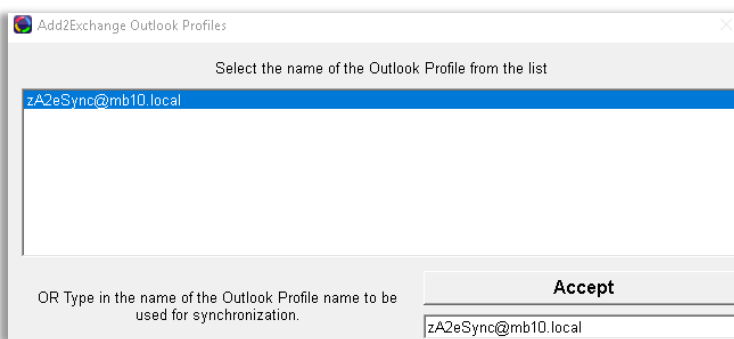 Add2Exchange Outlook Profiles
Select the name of the Outlook Profile from the list
zA2eSync@mb10.local
Accept
OR Type in the name of the Outlook Profile name to be
used for synchronization.
zA2eSync@mb10.local